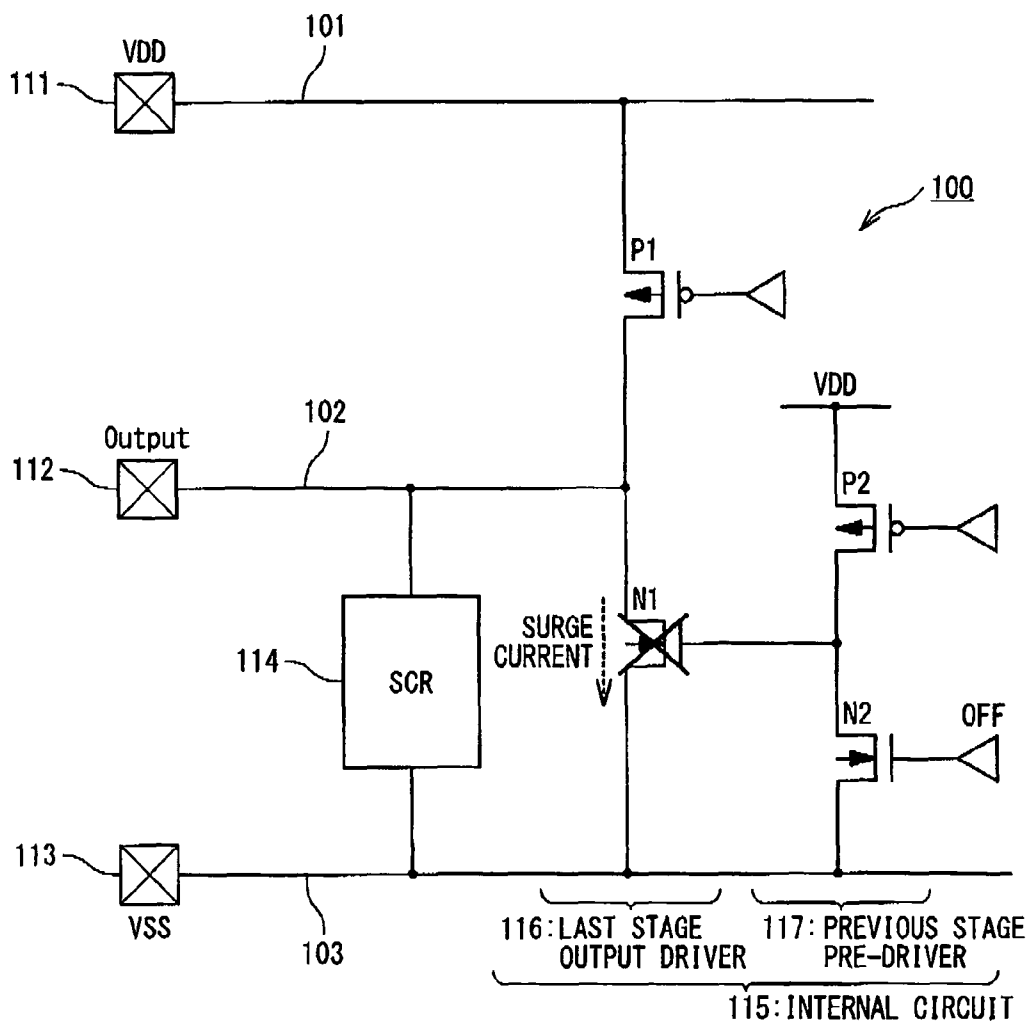 VDD
101
111
100
P1
VDD
102
Output
112
P2
N1
SURGE
CURRENT
114
SCR
N2
OFF
113
VSS
103
116:LAST STAGE
OUTPUT DRIVER
117:PREVIOUS STAGE
PRE-DRIVER
115:INTERNAL CIRCUIT